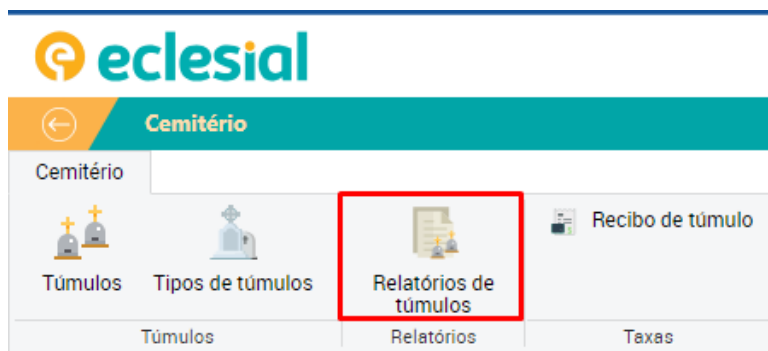 eclesial
Cemitério
Cemitério
Túmulos
Tipos de túmulos
Relatórios de
túmulos
Recibo de túmulo
Túmulos
Relatórios
Taxas